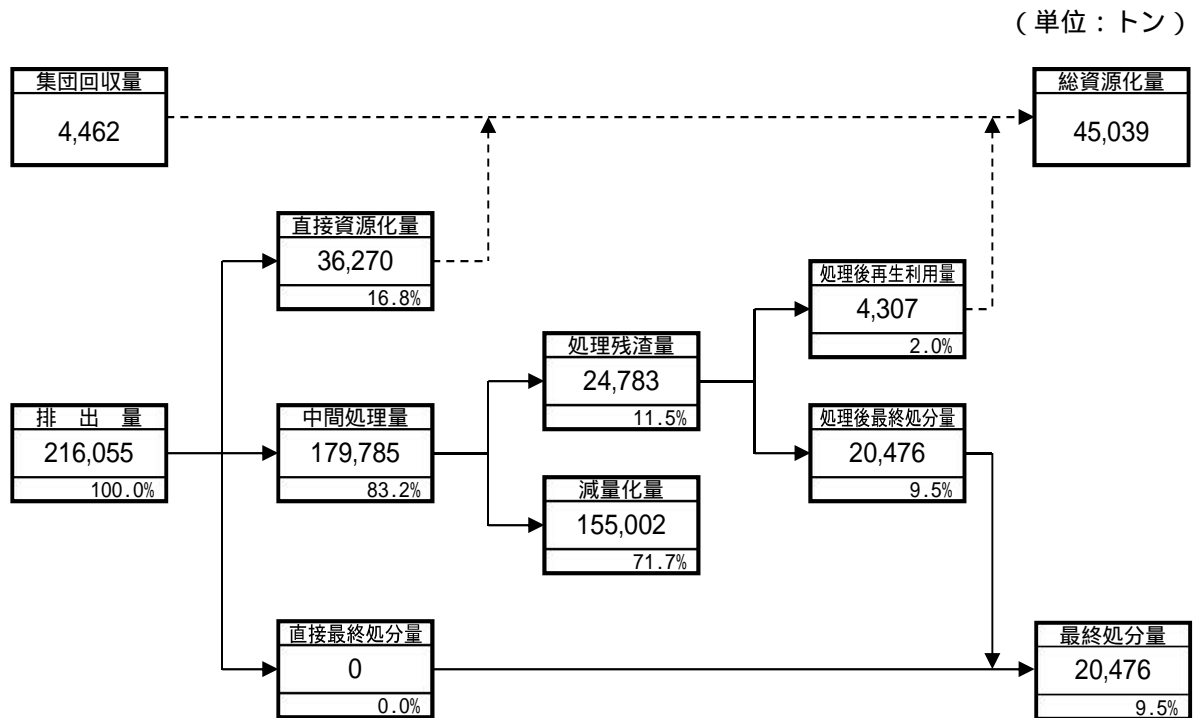 （単位：トン）
集団回収量
4,462
総資源化量
45,039
直接資源化量
36,270
16.8%
処理後再生利用量
4,307
2.0%
処理残渣量
24,783
11.5%
排　出　量
216,055
100.0%
中間処理量
179,785
83.2%
処理後最終処分量
20,476
9.5%
減量化量
155,002
71.7%
直接最終処分量
0
0.0%
最終処分量
20,476
9.5%